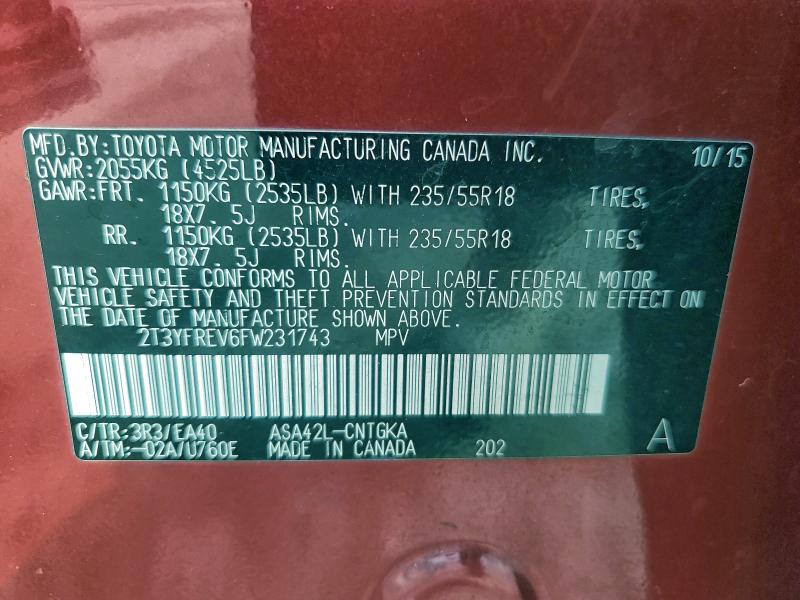 MFD.BY:TOYOTA MOTOR MANUFACTURING CANADA INC. 10/15
GVWR:2055KG (4525LB)
GAWR:FRT. 1150KG (2535LB) WITH 235/55R18 TIRES,
18X7. 5J RIMS.
RR. 1150KG (2535LB) WITH 235/55R18 TIRES,
18X7. 5J RIMS.
THIS VEHICLE CONFORMS TO ALL APPLICABLE FEDERAL MOTOR
VEHICLE SAFETY AND THEFT PREVENTION STANDARDS IN EFFECT ON
THE DATE OF MANUFACTURE SHOWN ABOVE.
2T3YFREV6FW231743 MPV
C/TR:3R3/EA40 ASA42L-CNTGKA
A/TM:-02A/U760E MADE IN CANADA 202 A